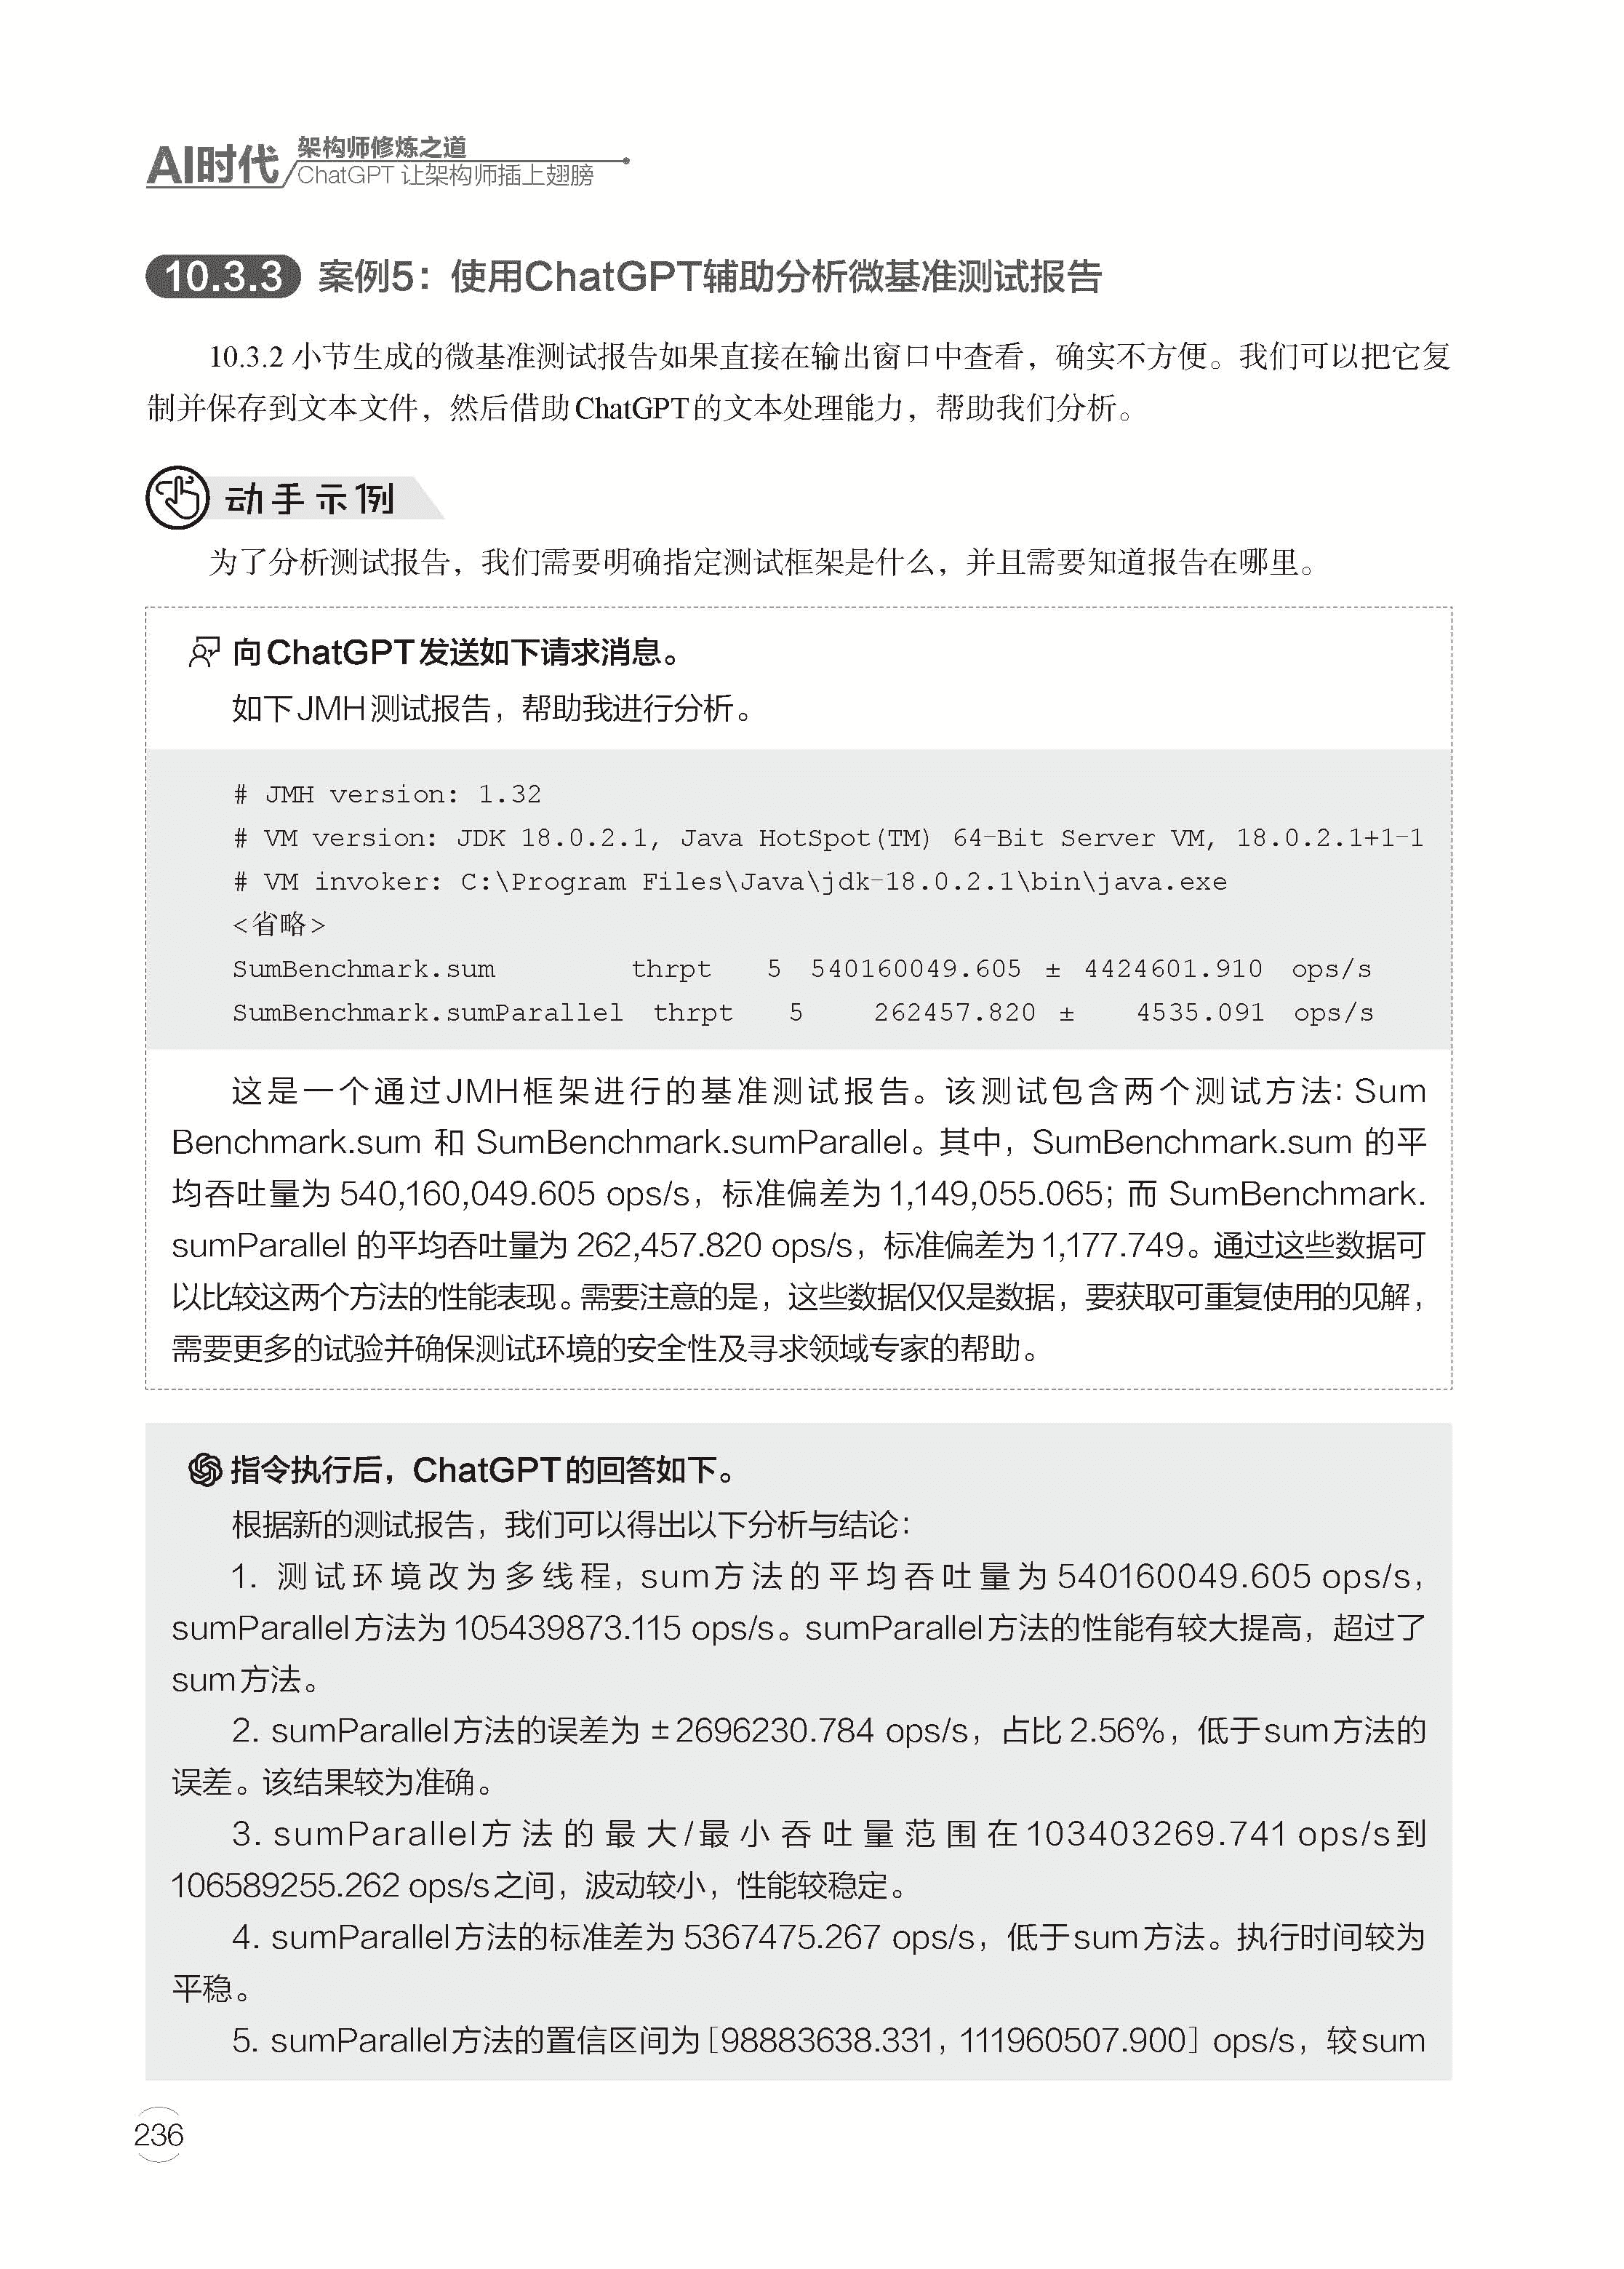 AI时代
架构师修炼之道
ChatGPT 让架构师插上翅膀
10.3.3 案例5：使用ChatGPT辅助分析微基准测试报告
10.3.2 小节生成的微基准测试报告如果直接在输出窗口中查看，确实不方便。我们可以把它复
制并保存到文本文件，然后借助ChatGPT的文本处理能力，帮助我们分析。
动手示例
为了分析测试报告，我们需要明确指定测试框架是什么，并且需要知道报告在哪里。
向ChatGPT发送如下请求消息。
如下JMH测试报告，帮助我进行分析。
# JMH version: 1.32
# VM version: JDK 18.0.2.1, Java HotSpot(TM) 64-Bit Server VM, 18.0.2.1+1-1
# VM invoker: C:\Program Files\Java\jdk-18.0.2.1\bin\java.exe
<省略>
SumBenchmark.sum thrpt 5 540160049.605 ± 4424601.910 ops/s
SumBenchmark.sumParallel thrpt 5 262457.820 ± 4535.091 ops/s
这是一个通过JMH框架进行的基准测试报告。该测试包含两个测试方法：Sum
Benchmark.sum 和 SumBenchmark.sumParallel。其中，SumBenchmark.sum 的平
均吞吐量为 540,160,049.605 ops/s，标准偏差为 1,149,055.065；而 SumBenchmark.
sumParallel 的平均吞吐量为 262,457.820 ops/s，标准偏差为 1,177.749。通过这些数据可
以比较这两个方法的性能表现。需要注意的是，这些数据仅仅是数据，要获取可重复使用的见解，
需要更多的试验并确保测试环境的安全性及寻求领域专家的帮助。
指令执行后，ChatGPT的回答如下。
根据新的测试报告，我们可以得出以下分析与结论：
1. 测试环境改为多线程，sum方法的平均吞吐量为 540160049.605 ops/s，
sumParallel方法为 105439873.115 ops/s。sumParallel方法的性能有较大提高，超过了
sum方法。
2. sumParallel方法的误差为 ±2696230.784 ops/s，占比 2.56%，低于sum方法的
误差。该结果较为准确。
3. sumParallel方法的最大/最小吞吐量范围在103403269.741 ops/s到
106589255.262 ops/s之间，波动较小，性能较稳定。
4. sumParallel方法的标准差为 5367475.267 ops/s，低于sum方法。执行时间较为
平稳。
5. sumParallel方法的置信区间为 [98883638.331，111960507.900] ops/s，较sum
236